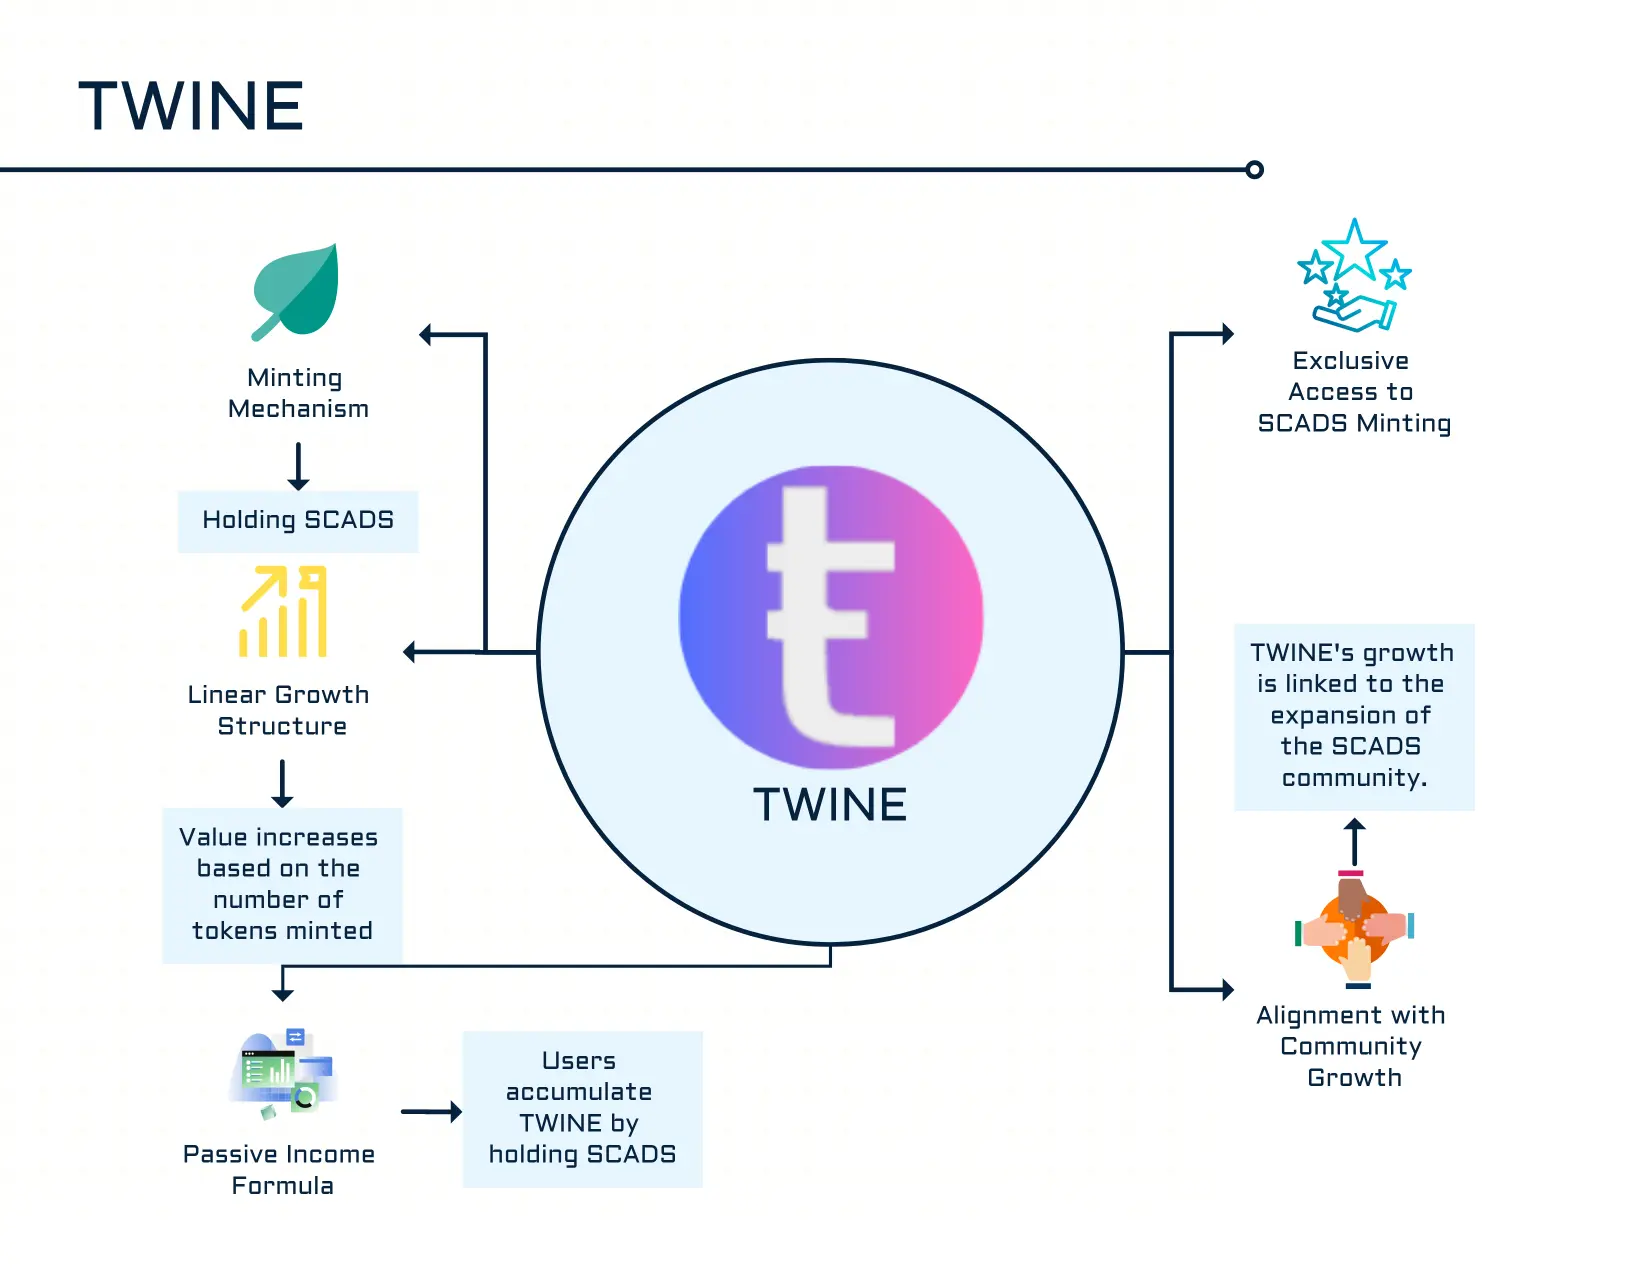 TWINE
Minting
Mechanism
Holding SCADS
Linear Growth
Structure
Value increases
based on the
number of
tokens minted
Passive Income
Formula
Users
accumulate
TWINE by
holding SCADS
TWINE
Exclusive
Access to
SCADS Minting
TWINE's growth
is linked to the
expansion of
the SCADS
community.
Alignment with
Community
Growth